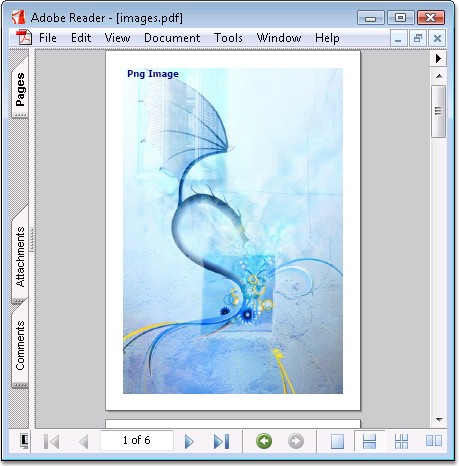 Adobe Reader - [images.pdf]
File Edit View Document Tools Window Help
Pages
Attachments
Comments
Png Image
1 of 6